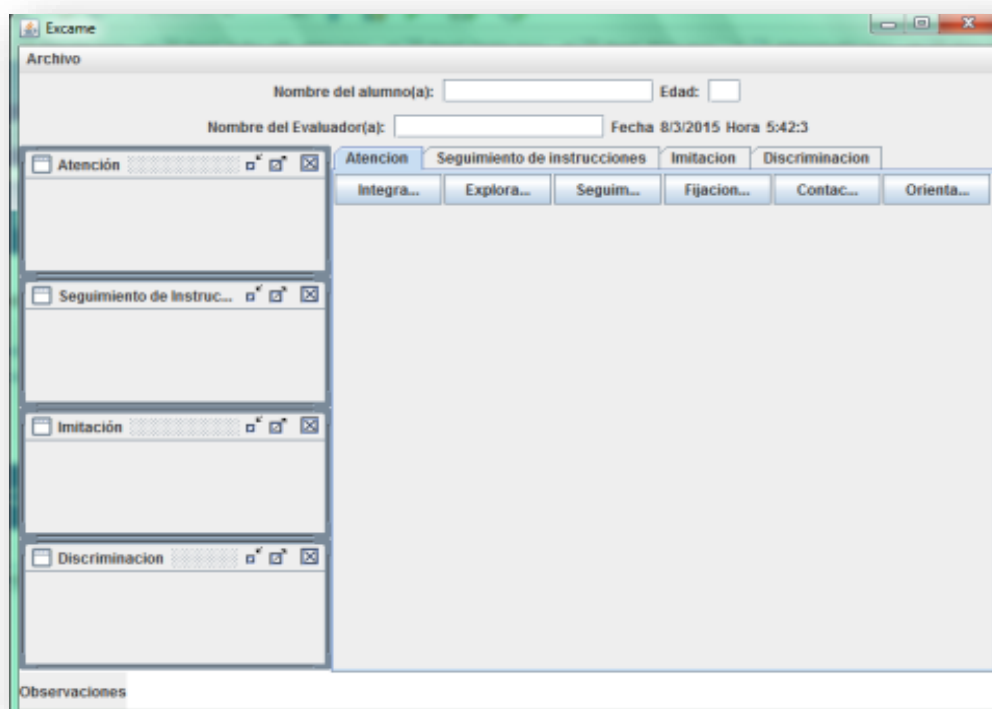 Excame
Archivo
Nombre del alumno(a): Edad:
Nombre del Evaluador(a): Fecha 8/3/2015 Hora 5:42:3
Atención
Atencion Seguimiento de instrucciones Imitacion Discriminacion
Integra... Explora... Seguim... Fijacion... Contac... Orienta...
Seguimiento de Instruc...
Imitación
Discriminacion
Observaciones